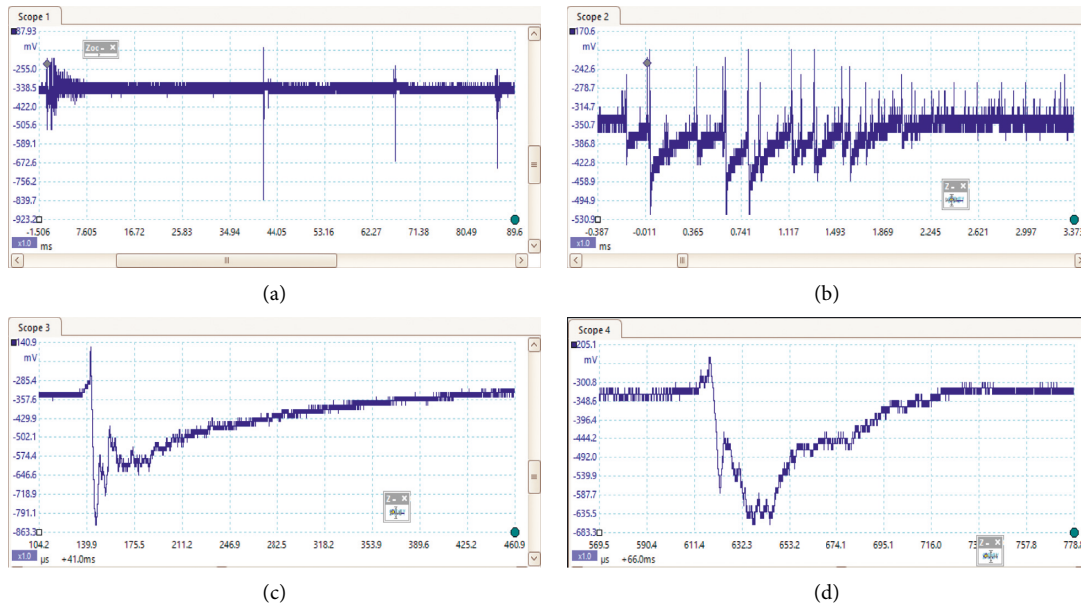 Scope 1
87.93
mV
-255.0
-338.5
-422.0
-505.6
-589.1
-672.6
-756.2
-839.7
-923.2
x1.0
-1.506 7.605 16.72 25.83 34.94 44.05 53.16 62.27 71.38 80.49 89.6
ms
(a)
Scope 2
170.6
mV
-242.6
-278.7
-314.7
-350.7
-386.8
-422.8
-458.9
-494.9
-530.9
x1.0
-0.387 -0.011 0.365 0.741 1.117 1.493 1.869 2.245 2.621 2.997 3.373
ms
(b)
Scope 3
140.9
mV
-285.4
-357.6
-429.9
-502.1
-574.4
-646.6
-718.9
-791.1
-863.3
x1.0
104.2 139.9 175.5 211.2 246.9 282.5 318.2 353.9 389.6 425.2 460.9
µs +41.0ms
(c)
Scope 4
205.1
mV
-300.8
-348.6
-396.4
-444.2
-492.0
-539.9
-587.7
-635.5
-683.3
x1.0
569.5 590.4 611.4 632.3 653.2 674.1 695.1 716.0 757.8 778.8
µs +66.0ms
(d)